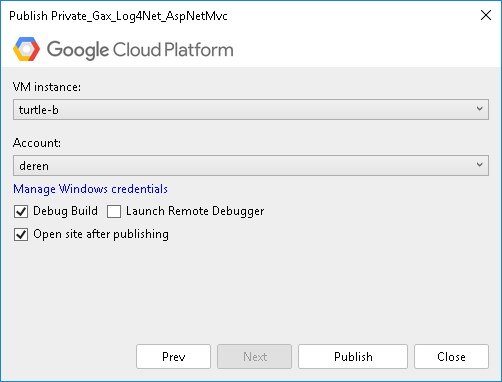 Publish Private_Gax_Log4Net_AspNetMvc
Google Cloud Platform
VM instance:
turtle-b
Account:
deren
Manage Windows credentials
Debug Build Launch Remote Debugger
Open site after publishing
Prev Next Publish Close